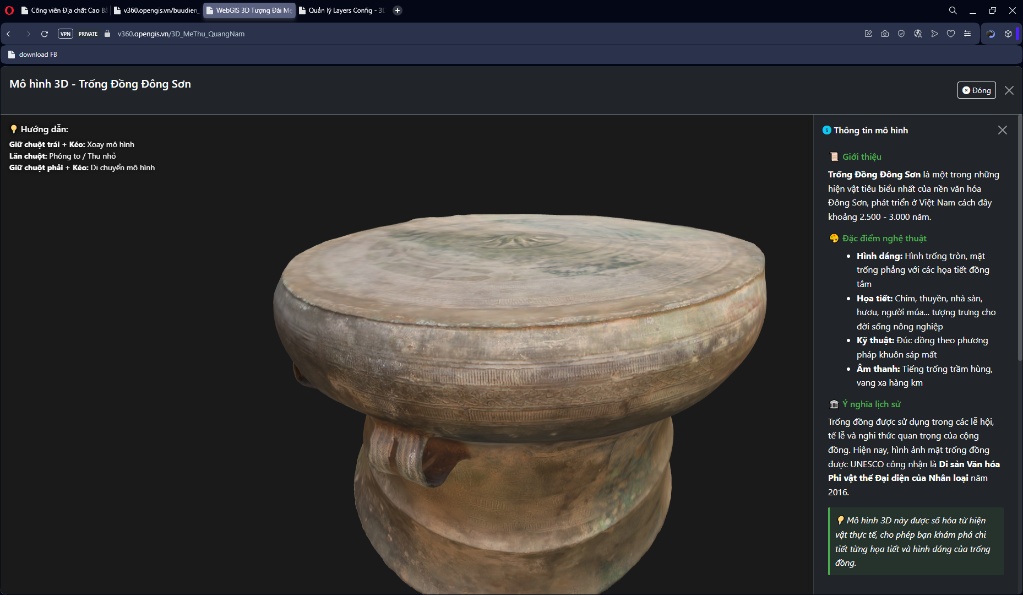 Công viên Địa chất Cao B
v360.opengis.vn/buudien
WebGIS 3D Tượng Đài Mẹ
Quản lý Layers Config - 3D
VPN PRIVATE v360.opengis.vn/3D_MeThu_QuangNam
download FB
Mô hình 3D - Trống Đồng Đông Sơn
Đóng
Hướng dẫn:
Giữ chuột trái + Kéo: Xoay mô hình
Lăn chuột: Phóng to / Thu nhỏ
Giữ chuột phải + Kéo: Di chuyển mô hình
Thông tin mô hình
Giới thiệu
Trống Đồng Đông Sơn là một trong những
hiện vật tiêu biểu nhất của nền văn hóa
Đông Sơn, phát triển ở Việt Nam cách đây
khoảng 2.500 - 3.000 năm.
Đặc điểm nghệ thuật
Hình dáng: Hình trống tròn, mặt
trống phẳng với các họa tiết đồng
tâm
Họa tiết: Chim, thuyền, nhà sàn,
hươu, người múa... tượng trưng cho
đời sống nông nghiệp
Kỹ thuật: Đúc đồng theo phương
pháp khuôn sáp mất
Âm thanh: Tiếng trống trầm hùng,
vang xa hàng km
Ý nghĩa lịch sử
Trống đồng được sử dụng trong các lễ hội,
tế lễ và nghi thức quan trọng của cộng
đồng. Hiện nay, hình ảnh mặt trống đồng
được UNESCO công nhận là Di sản Văn hóa
Phi vật thể Đại diện của Nhân loại năm
2016.
Mô hình 3D này được số hóa từ hiện
vật thực tế, cho phép bạn khám phá chi
tiết từng họa tiết và hình dáng của trống
đồng.